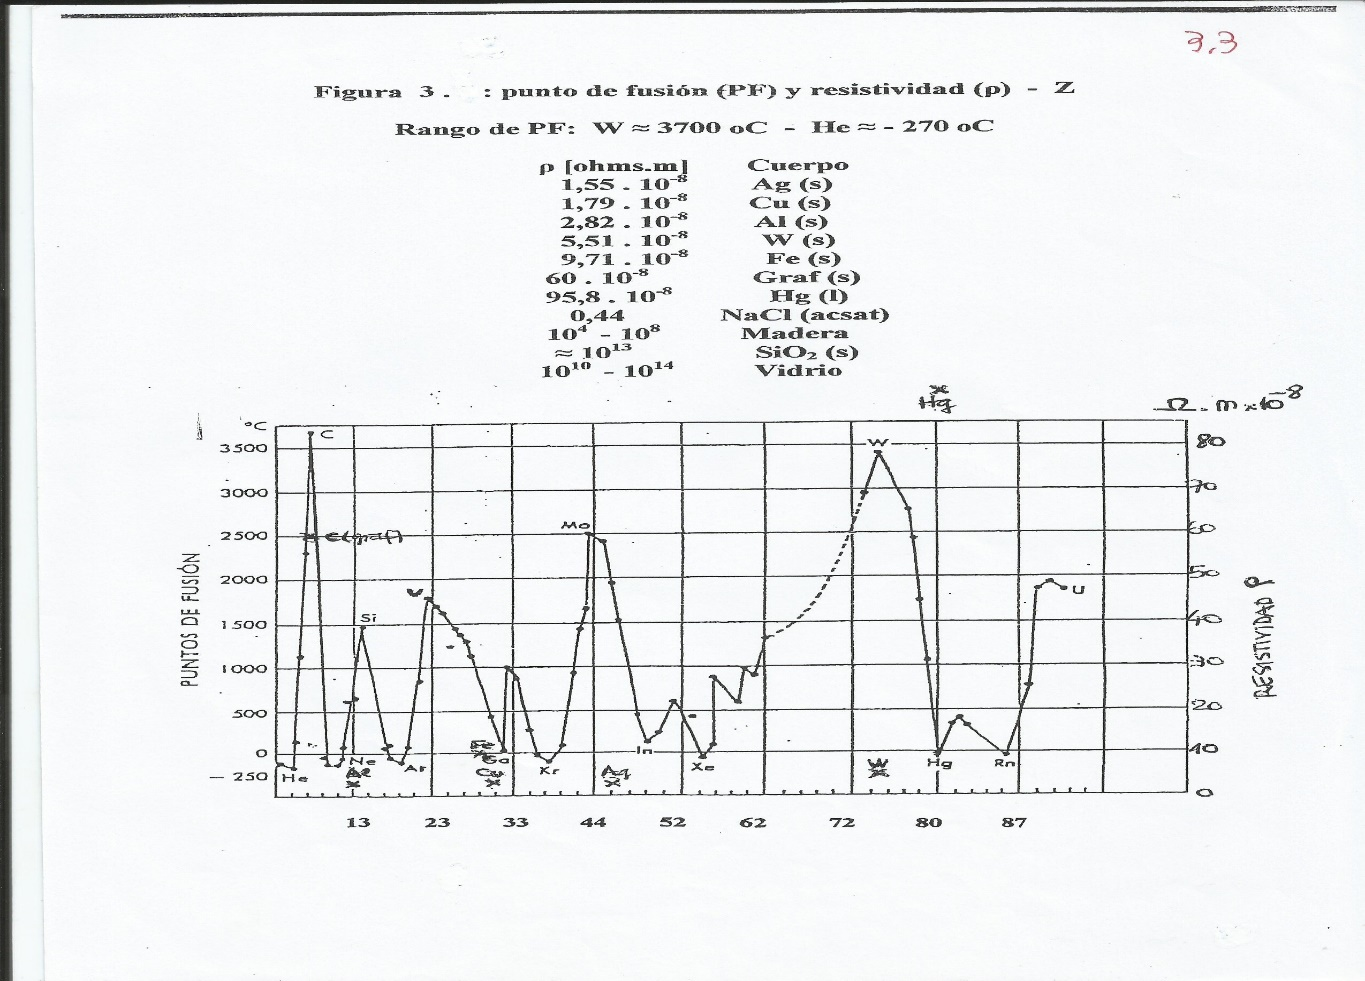 3,3
Figura 3 . : punto de fusión (PF) y resistividad (ρ) - Z
Rango de PF: W ≈ 3700 oC - He ≈ - 270 oC
ρ [ohms.m] Cuerpo
1,55 . 10⁻⁸ Ag (s)
1,79 . 10⁻⁸ Cu (s)
2,82 . 10⁻⁸ Al (s)
5,51 . 10⁻⁸ W (s)
9,71 . 10⁻⁸ Fe (s)
60 . 10⁻⁸ Graf (s)
95,8 . 10⁻⁸ Hg (l)
0,44 NaCl (acsat)
10⁴ - 10⁸ Madera
≈ 10¹³ SiO₂ (s)
10¹⁰ - 10¹⁴ Vidrio
Hg
Ω . m x 10⁻⁸
°C
C
W
3500
80
3000
70
Mo
2500
C(graf)
60
2000
50
V
U
1500
Si
40
1000
30
500
20
0
Fe
In
10
Ne
Ar
Ga
Kr
Xe
Hg
Rn
− 250
He
Al
Cu
Ag
W
0
PUNTOS DE FUSIÓN
RESISTIVIDAD ρ
13 23 33 44 52 62 72 80 87